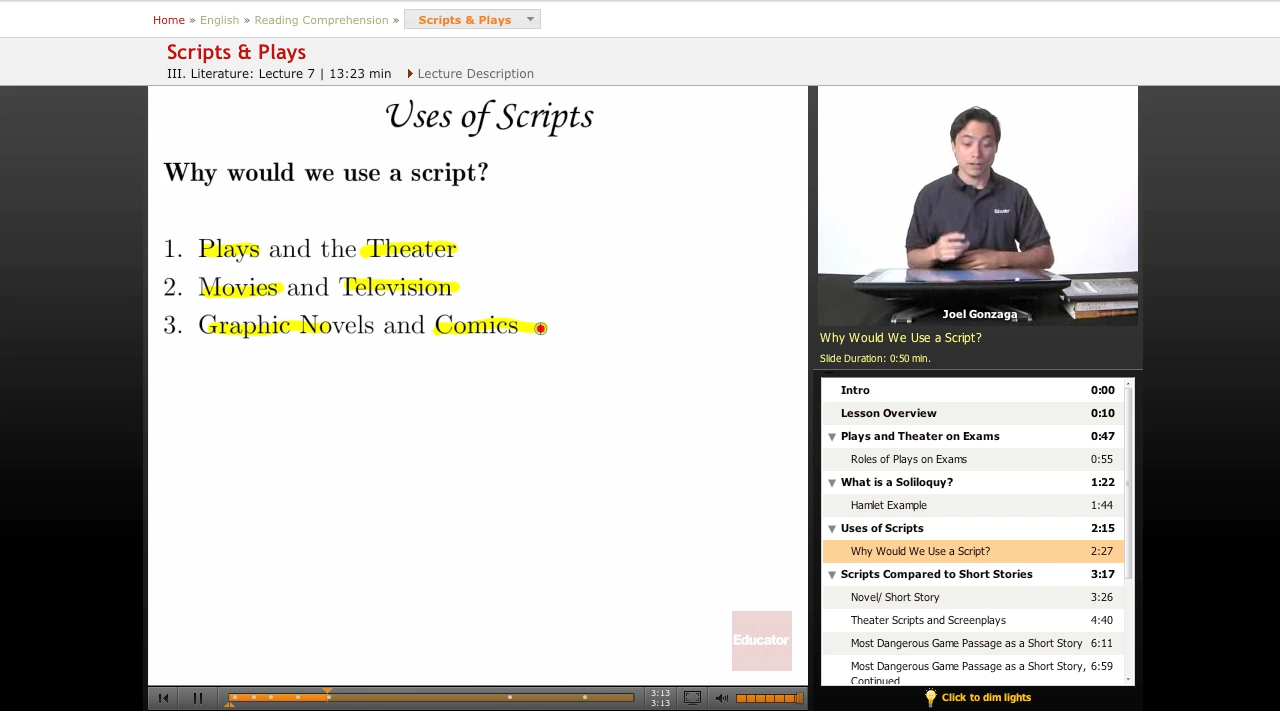 Home » English » Reading Comprehension » Scripts & Plays
Scripts & Plays
III. Literature: Lecture 7 | 13:23 min Lecture Description
Uses of Scripts
Why would we use a script?
1. Plays and the Theater
2. Movies and Television
3. Graphic Novels and Comics
Educator
Educator
Joel Gonzaga
Why Would We Use a Script?
Slide Duration: 0:50 min.
Intro 0:00
Lesson Overview 0:10
Plays and Theater on Exams 0:47
Roles of Plays on Exams 0:55
What is a Soliloquy? 1:22
Hamlet Example 1:44
Uses of Scripts 2:15
Why Would We Use a Script? 2:27
Scripts Compared to Short Stories 3:17
Novel/ Short Story 3:26
Theater Scripts and Screenplays 4:40
Most Dangerous Game Passage as a Short Story 6:11
Most Dangerous Game Passage as a Short Story, 6:59
Continued
3:13
3:13
Click to dim lights